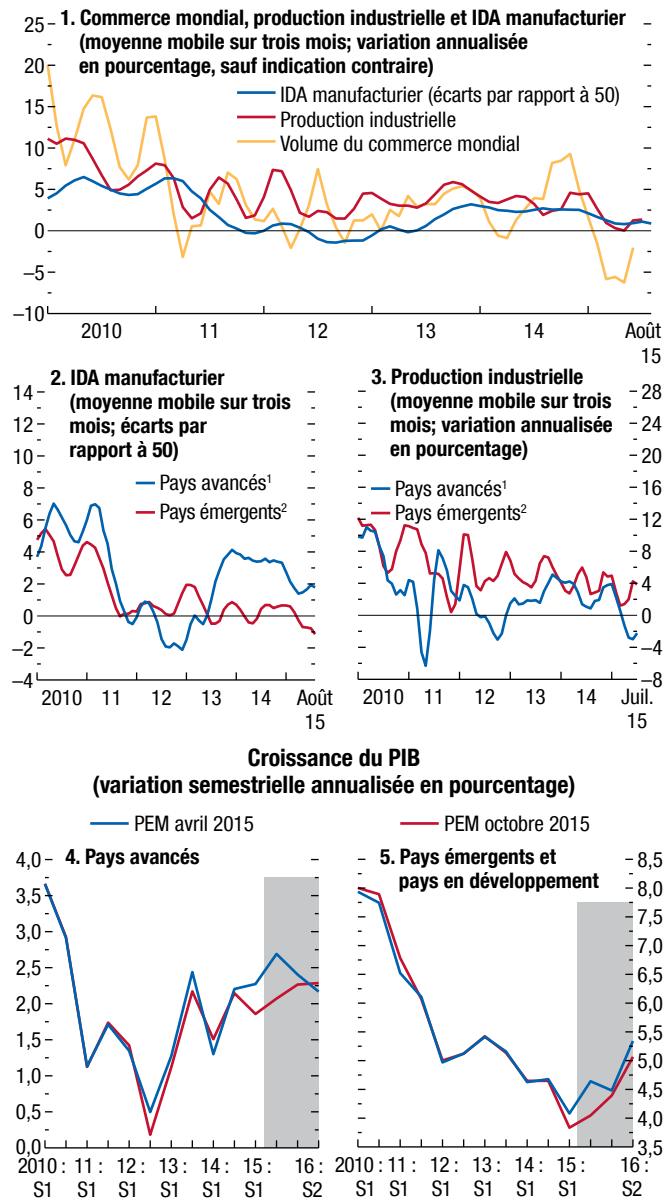 1. Commerce mondial, production industrielle et IDA manufacturier
(moyenne mobile sur trois mois; variation annualisée
en pourcentage, sauf indication contraire)
IDA manufacturier (écarts par rapport à 50)
Production industrielle
Volume du commerce mondial
25
20
15
10
5
0
–5
–10
2010 11 12 13 14 Août
15
2. IDA manufacturier
(moyenne mobile sur trois
mois; écarts par
rapport à 50)
Pays avancés¹
Pays émergents²
14
12
10
8
6
4
2
0
–2
–4
2010 11 12 13 14 Août
15
3. Production industrielle
(moyenne mobile sur trois
mois; variation annualisée
en pourcentage)
Pays avancés¹
Pays émergents²
28
24
20
16
12
8
4
0
–4
–8
2010 11 12 13 14 Juil.
15
Croissance du PIB
(variation semestrielle annualisée en pourcentage)
PEM avril 2015
PEM octobre 2015
4. Pays avancés
4,0
3,5
3,0
2,5
2,0
1,5
1,0
0,5
0,0
2010 : 11 : 12 : 13 : 14 : 15 : 16 :
S1 S1 S1 S1 S1 S1 S2
5. Pays émergents et
pays en développement
8,5
8,0
7,5
7,0
6,5
6,0
5,5
5,0
4,5
4,0
3,5
2010 : 11 : 12 : 13 : 14 : 15 : 16 :
S1 S1 S1 S1 S1 S1 S2